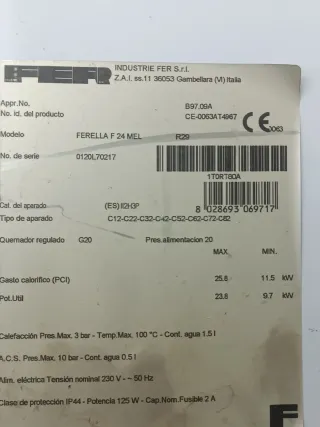 FER
INDUSTRIE FER S.r.l.
Z.A.I. ss.11 36053 Gambellara (VI) Italia
Appr.No. B97.09A
No. id. del producto CE-0063AT4967
CE 0063
Modelo FERELLA F 24 MEL R29
No. de serie 0120L70217
1T0RT80A
8 028693 069717
Cat. del aparado (ES) II2H3P
Tipo de aparado C12-C22-C32-C42-C52-C62-C72-C82
Quemador regulado G20 Pres.alimentacion 20
MAX. MIN.
Gasto calorifico (PCI) 25.8 11.5 kW
Pot.Util 23.8 9.7 kW
Calefacción Pres.Max. 3 bar - Temp.Max. 100 °C - Cont. agua 1.5 l
A.C.S. Pres.Max. 10 bar - Cont. agua 0.5 l
Alim. eléctrica Tensión nominal 230 V - ~ 50 Hz
Clase de protección IP44 - Potencia 125 W - Cap.Nom.Fusible 2 A
F